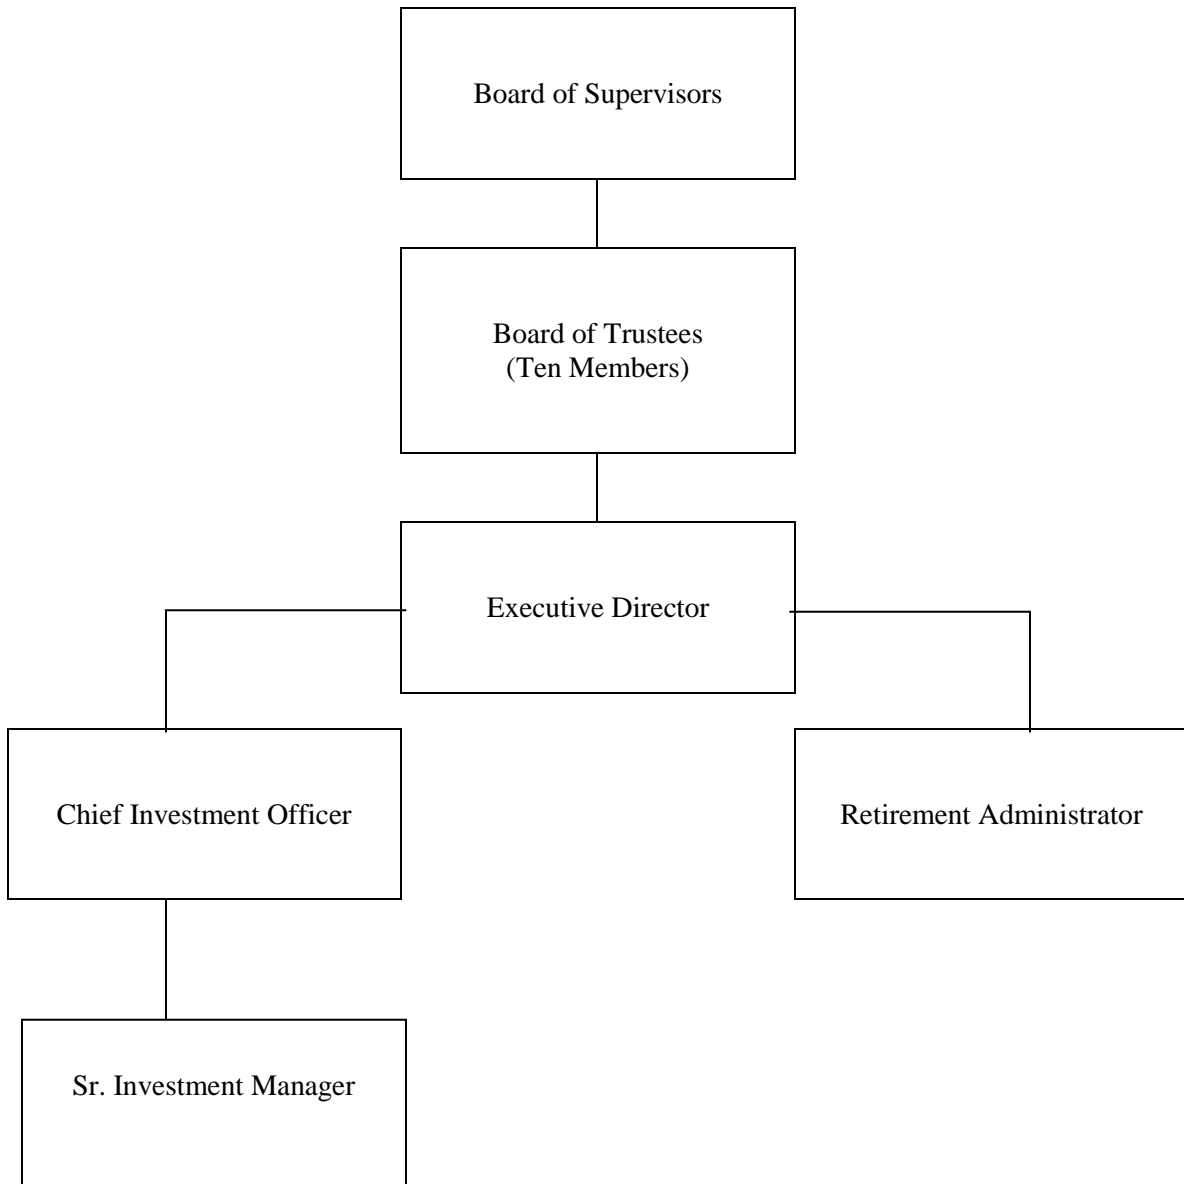 Board of Supervisors
Board of Trustees
(Ten Members)
Executive Director
Chief Investment Officer
Retirement Administrator
Sr. Investment Manager